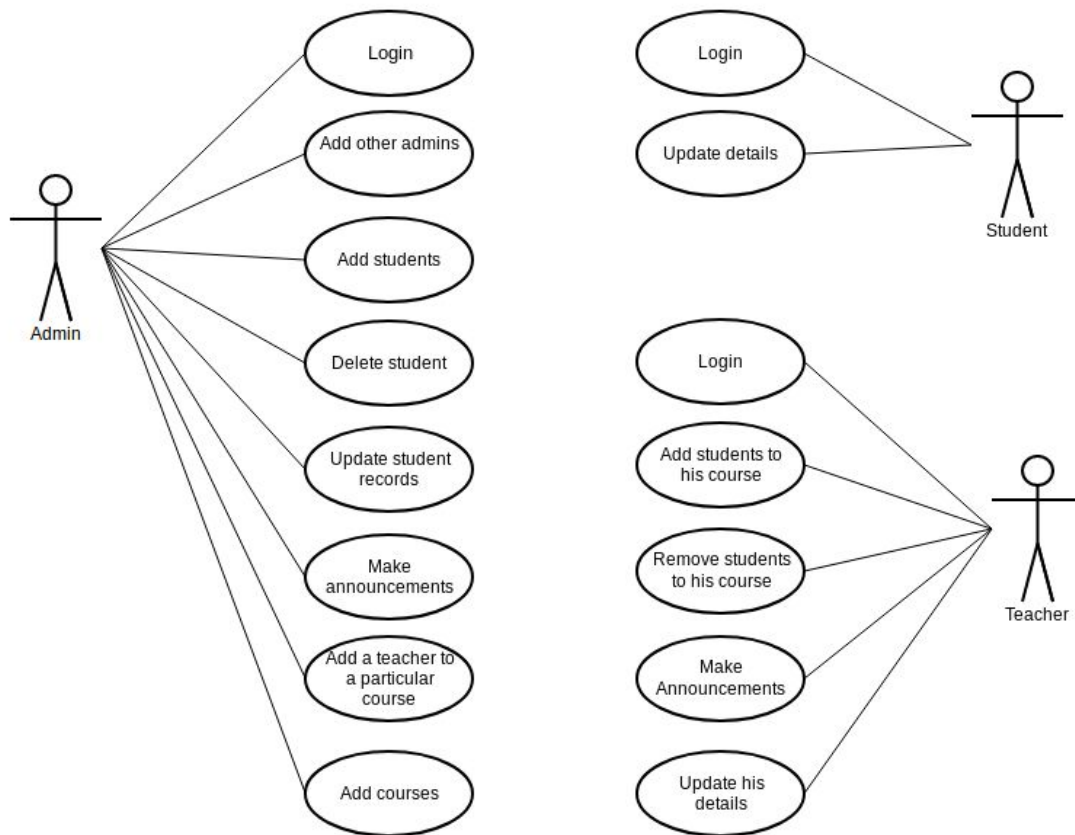 Login
Add other admins
Add students
Admin
Delete student
Update student
records
Make
announcements
Add a teacher to
a particular
course
Add courses
Login
Update details
Student
Login
Add students to
his course
Remove students
to his course
Teacher
Make
Announcements
Update his
details